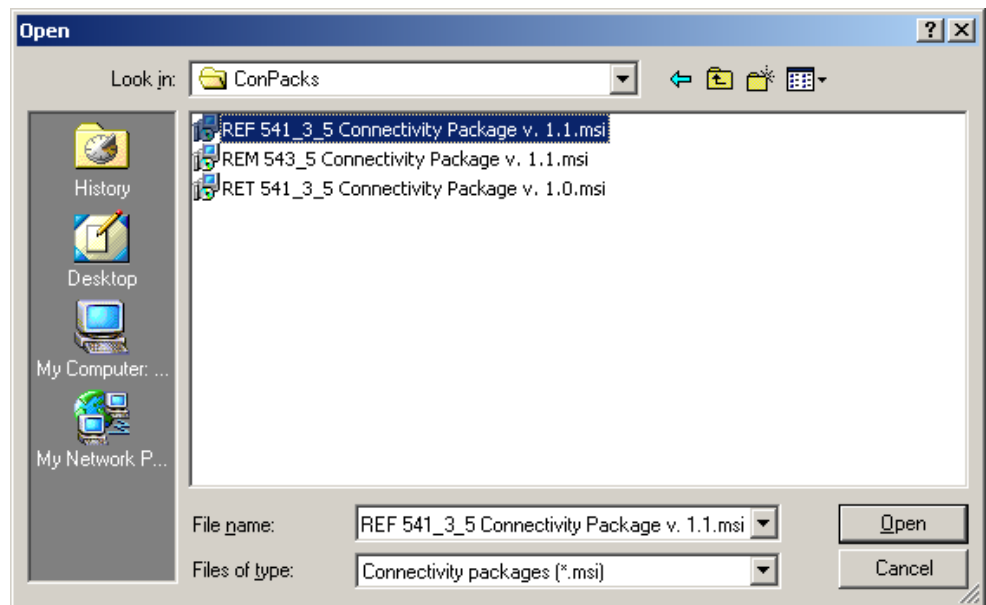 Open
Look in: ConPacks
History
Desktop
My Computer: ...
My Network P...
REF 541_3_5 Connectivity Package v. 1.1.msi
REM 543_5 Connectivity Package v. 1.1.msi
RET 541_3_5 Connectivity Package v. 1.0.msi
File name: REF 541_3_5 Connectivity Package v. 1.1.msi Open
Files of type: Connectivity packages (*.msi) Cancel